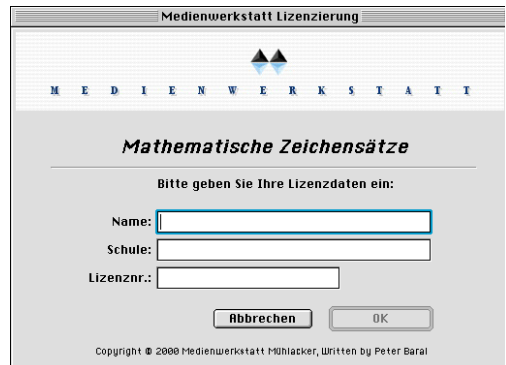 Medienwerkstatt Lizenzierung
MEDIENWERKSTATT
Mathematische Zeichensätze
Bitte geben Sie Ihre Lizenzdaten ein:
Name:
Schule:
Lizenznr.:
Abbrechen OK
Copyright © 2000 Medienwerkstatt Mühlacker, Written by Peter Baral